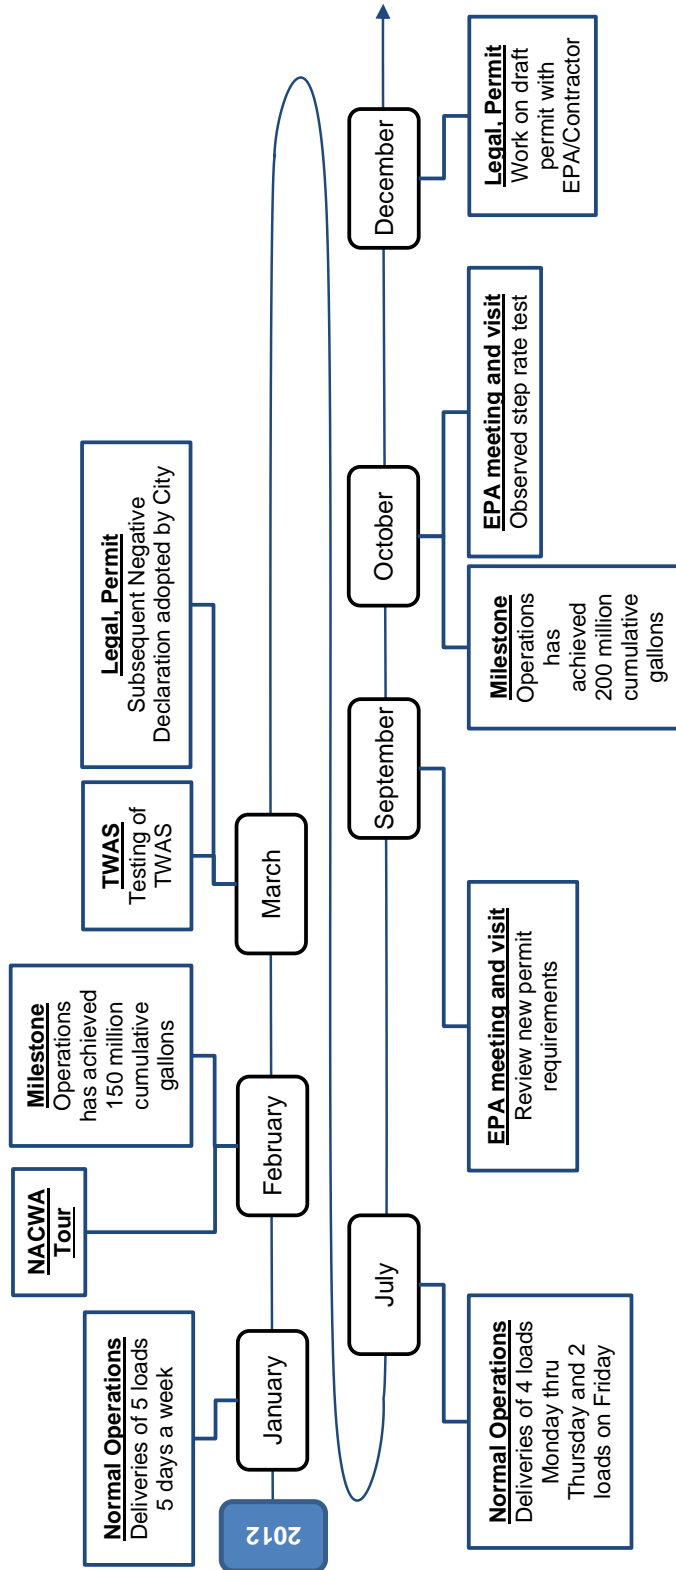 2012
January
Normal Operations
Deliveries of 5 loads
5 days a week
February
NACWA
Tour
Milestone
Operations
has achieved
150 million
cumulative
gallons
March
TWAS
Testing of
TWAS
Legal, Permit
Subsequent Negative
Declaration adopted by City
July
Normal Operations
Deliveries of 4 loads
Monday thru
Thursday and 2
loads on Friday
September
EPA meeting and visit
Review new permit
requirements
October
Milestone
Operations
has
achieved
200 million
cumulative
gallons
EPA meeting and visit
Observed step rate test
December
Legal, Permit
Work on draft
permit with
EPA/Contractor